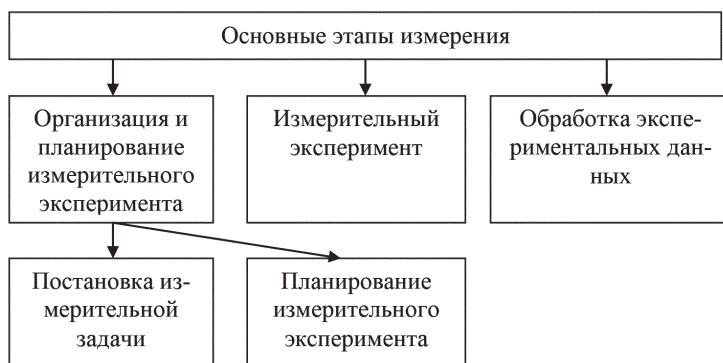 Основные этапы измерения
Организация и
планирование
измерительного
эксперимента
Измерительный
эксперимент
Обработка экспе-
риментальных дан-
ных
Постановка из-
мерительной
задачи
Планирование
измерительного
эксперимента